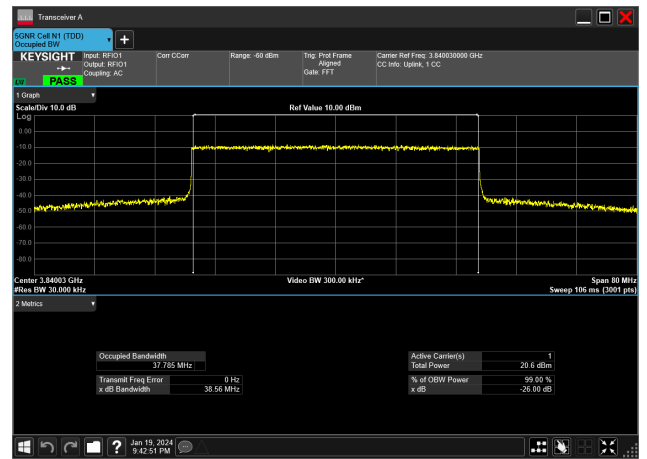 Transceiver A
5GNR Cell N1 (TDD)
Occupied BW
KEYSIGHT
LW PASS
Input: RFIO1
Output: RFIO1
Coupling: AC
Corr CCorr
Range: -60 dBm
Trig: Prot Frame
Aligned
Gate: FFT
Carrier Ref Freq: 3.840030000 GHz
CC Info: Uplink, 1 CC
1 Graph
Scale/Div 10.0 dB Ref Value 10.00 dBm
Log
0.00
-10.0
-20.0
-30.0
-40.0
-50.0
-60.0
-70.0
-80.0
Center 3.84003 GHz Video BW 300.00 kHz* Span 80 MHz
#Res BW 30.000 kHz Sweep 106 ms (3001 pts)
2 Metrics
Occupied Bandwidth
37.785 MHz
Transmit Freq Error 0 Hz
x dB Bandwidth 38.56 MHz
Active Carrier(s) 1
Total Power 20.6 dBm
% of OBW Power 99.00 %
x dB -26.00 dB
?
Jan 19, 2024
9:42:51 PM